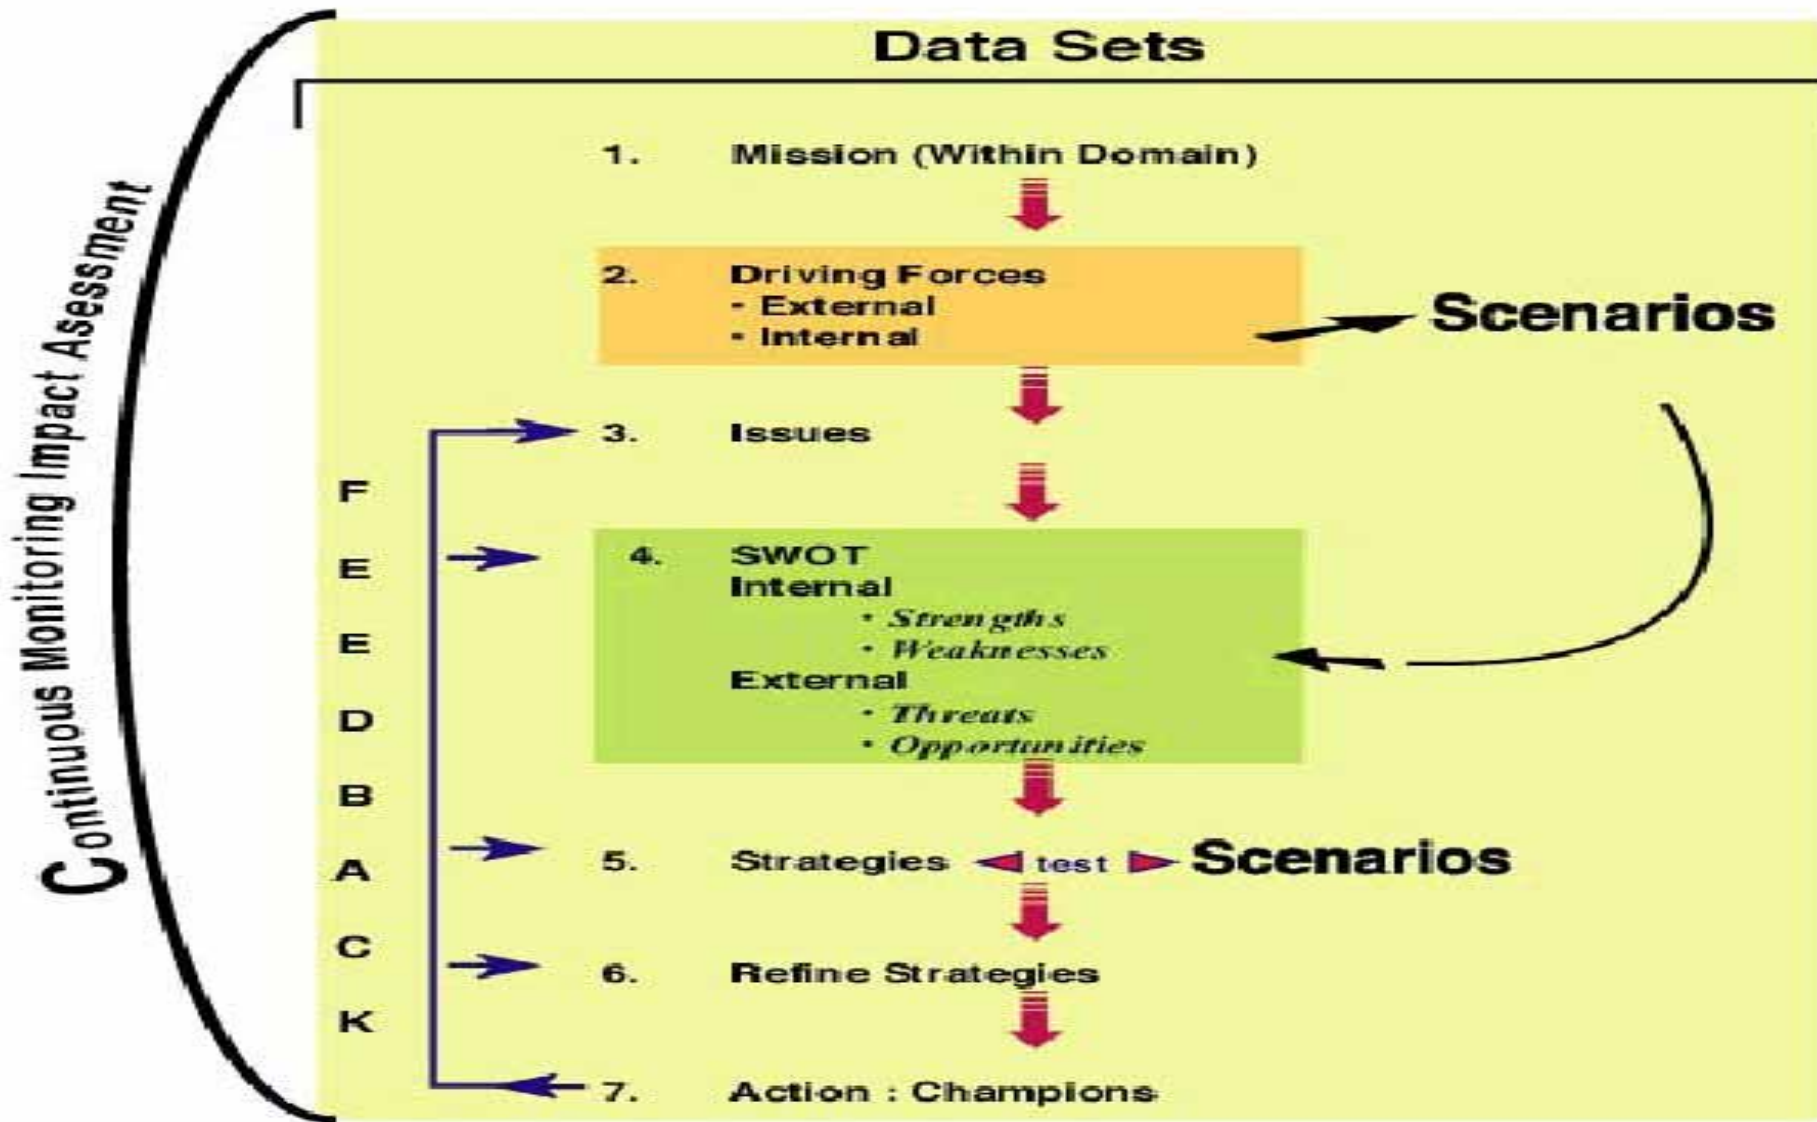 Data Sets
1. Mission (Within Domain)
2. Driving Forces
- External
- Internal
Scenarios
3. Issues
4. SWOT
Internal
• Strengths
• Weaknesses
External
• Threats
• Opportunities
5. Strategies test Scenarios
6. Refine Strategies
7. Action : Champions
FEEDBACK
Continuous Monitoring Impact Asessment